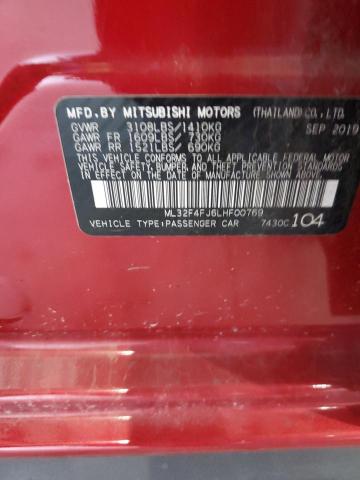 MFD.BY MITSUBISHI MOTORS (THAILAND)CO.,LTD.
GVWR 3108LBS/1410KG SEP 2019
GAWR FR 1609LBS/ 730KG
GAWR RR 1521LBS/ 690KG
THIS VEHICLE CONFORMS TO ALL APPLICABLE FEDERAL MOTOR
VEHICLE SAFETY,BUMPER AND THEFT PREVENTION STANDARDS
IN EFFECT ON THE DATE OF MANUFACTURE SHOWN ABOVE.
ML32F4FJ6LHF00769
VEHICLE TYPE:PASSENGER CAR 7430C 104